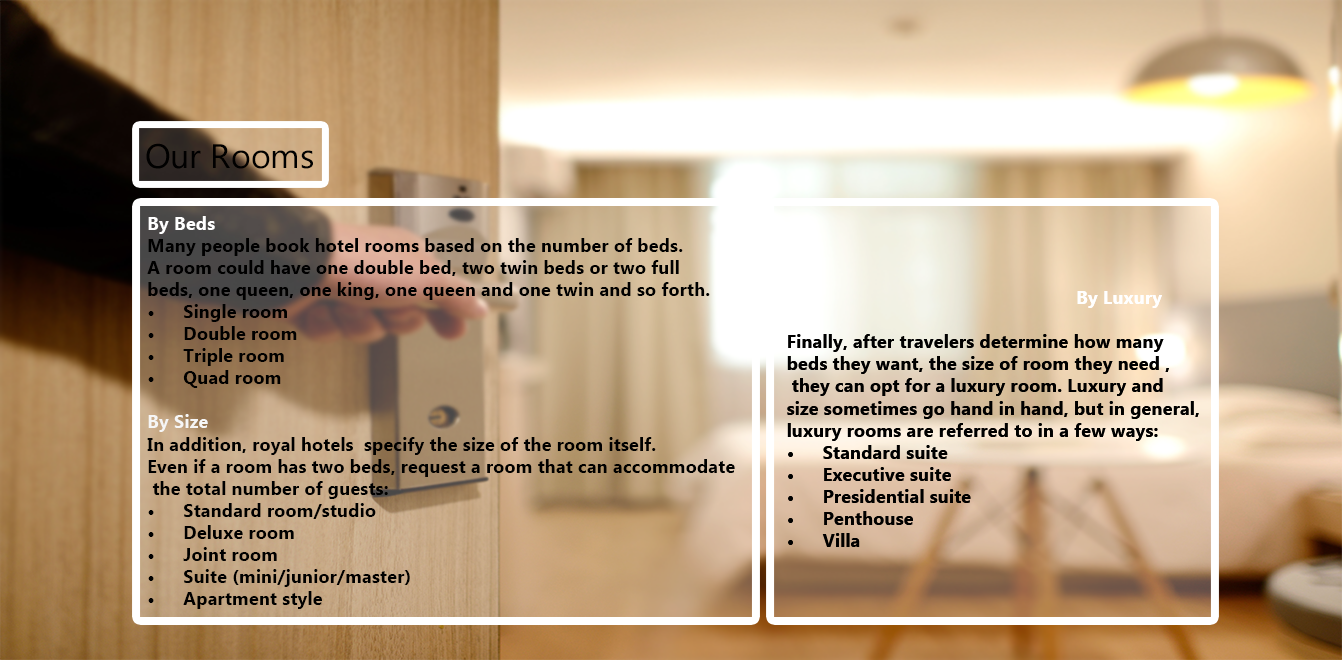 Our Rooms
By Beds
Many people book hotel rooms based on the number of beds.
A room could have one double bed, two twin beds or two full
beds, one queen, one king, one queen and one twin and so forth.
• Single room
• Double room
• Triple room
• Quad room
By Size
In addition, royal hotels  specify the size of the room itself.
Even if a room has two beds, request a room that can accommodate
the total number of guests:
• Standard room/studio
• Deluxe room
• Joint room
• Suite (mini/junior/master)
• Apartment style
By Luxury
Finally, after travelers determine how many
beds they want, the size of room they need ,
they can opt for a luxury room. Luxury and
size sometimes go hand in hand, but in general,
luxury rooms are referred to in a few ways:
• Standard suite
• Executive suite
• Presidential suite
• Penthouse
• Villa